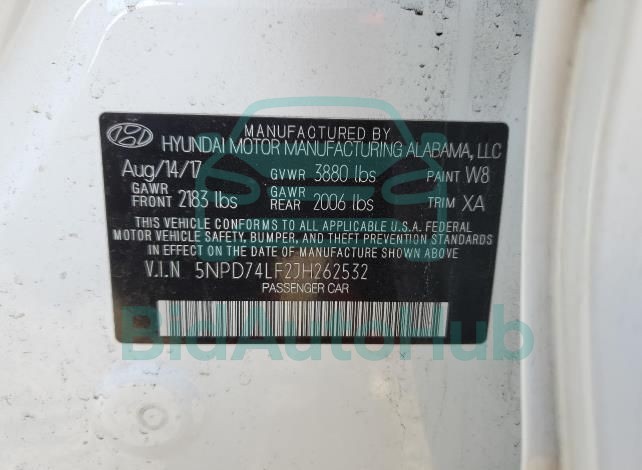 MANUFACTURED BY
HYUNDAI MOTOR MANUFACTURING ALABAMA, LLC
Aug/14/17 GVWR 3880 lbs PAINT W8
GAWR FRONT 2183 lbs GAWR REAR 2006 lbs TRIM XA
THIS VEHICLE CONFORMS TO ALL APPLICABLE U.S.A. FEDERAL
MOTOR VEHICLE SAFETY, BUMPER, AND THEFT PREVENTION STANDARDS
IN EFFECT ON THE DATE OF MANUFACTURE SHOWN ABOVE.
V.I.N 5NPD74LF2JH262532
PASSENGER CAR
BidAutoHub